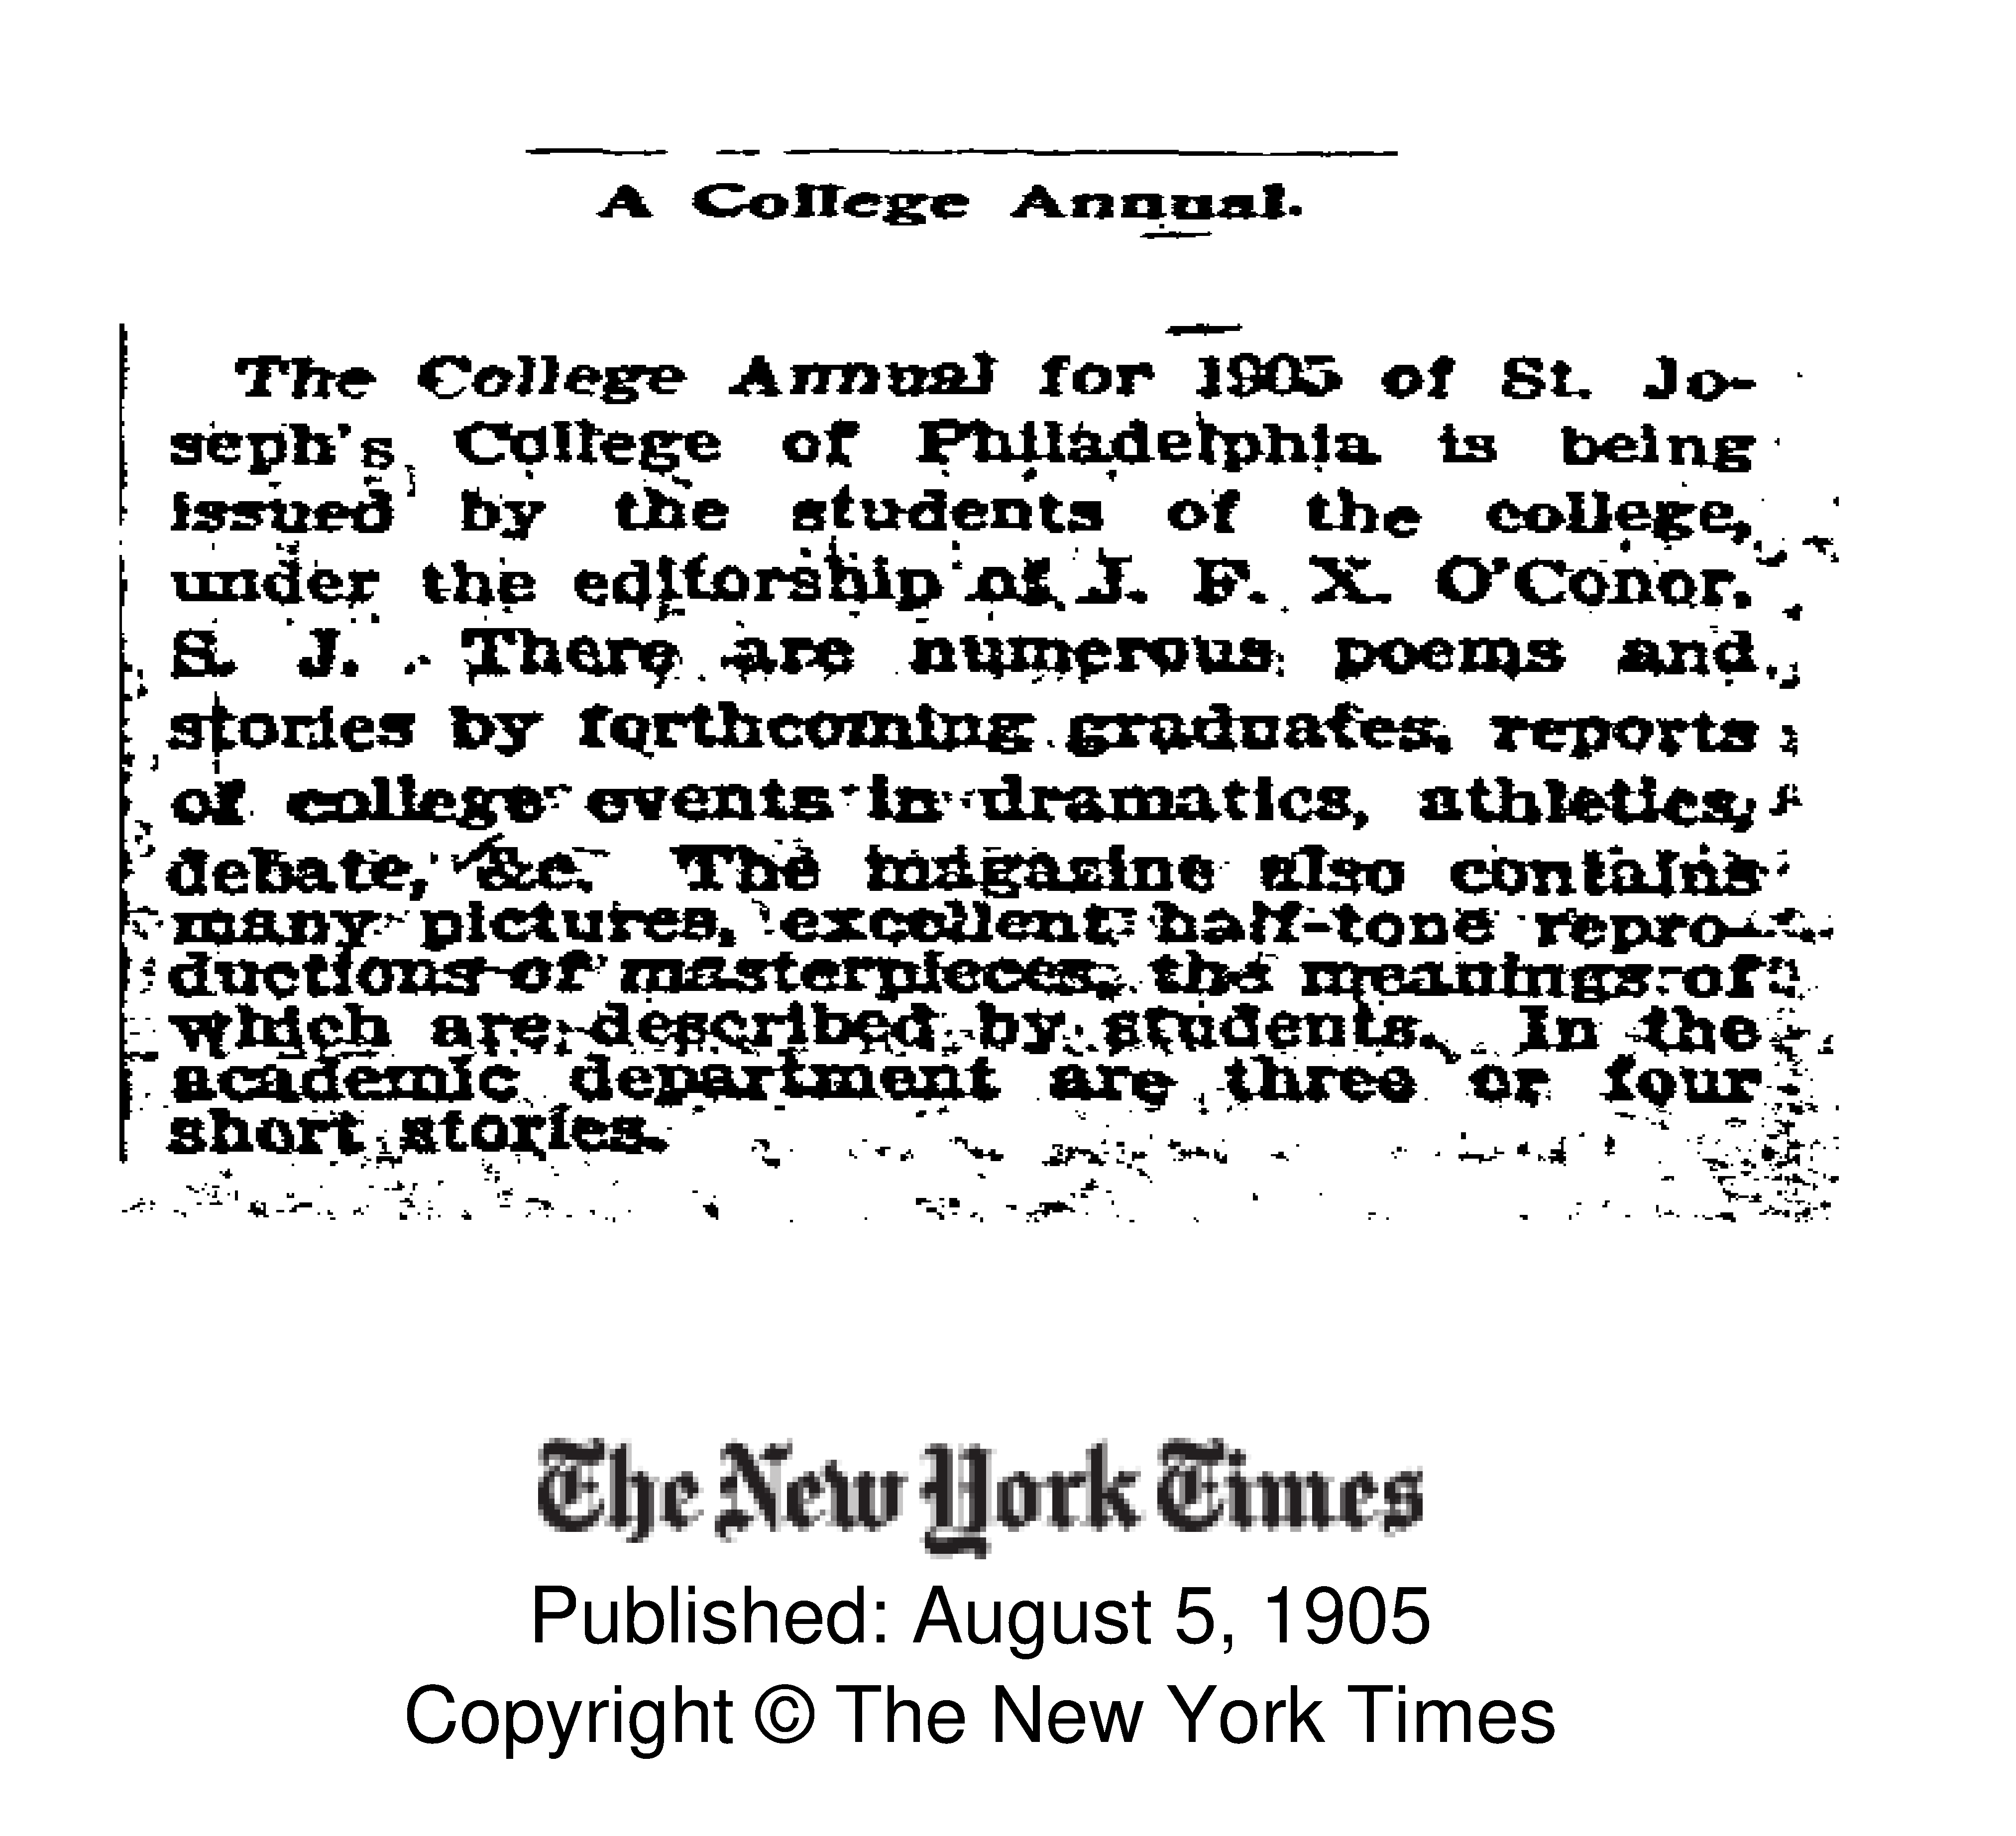 A College Annual.
The College Annual for 1905 of St. Jo-
seph's College of Philadelphia is being
issued by the students of the college,
under the editorship of J. F. X. O'Conor,
S. J. There are numerous poems and
stories by forthcoming graduates, reports
of college events in dramatics, athletics,
debate, &c. The magazine also contains
many pictures, excellent half-tone repro-
ductions of masterpieces, the meanings of
which are described by students. In the
academic department are three or four
short stories.
The New York Times
Published: August 5, 1905
Copyright © The New York Times